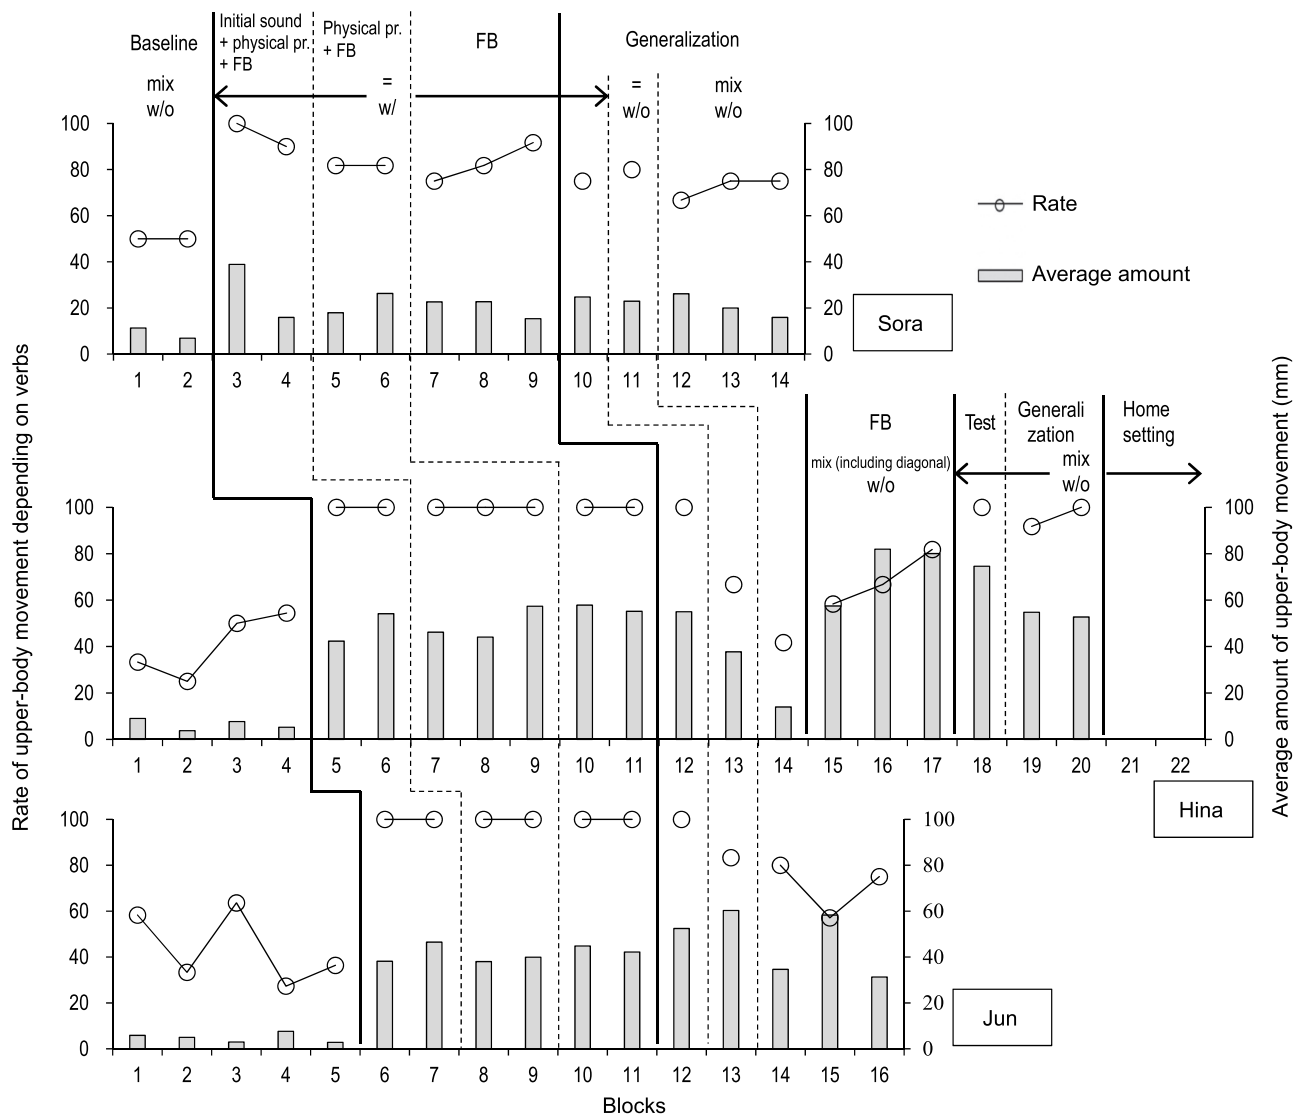 Baseline
mix
w/o
Initial sound
+ physical pr.
+ FB
Physical pr.
+ FB
=
w/
FB
Generalization
=
w/o
mix
w/o
100
80
60
40
20
0
100
80
60
40
20
0
1 2 3 4 5 6 7 8 9 10 11 12 13 14
Rate
Average amount
Sora
Rate of upper-body movement depending on verbs
Average amount of upper-body movement (mm)
FB
mix (including diagonal)
w/o
Test
Generali
zation
mix
w/o
Home
setting
100
80
60
40
20
0
100
80
60
40
20
0
1 2 3 4 5 6 7 8 9 10 11 12 13 14 15 16 17 18 19 20 21 22
Hina
100
80
60
40
20
0
100
80
60
40
20
0
1 2 3 4 5 6 7 8 9 10 11 12 13 14 15 16
Jun
Blocks